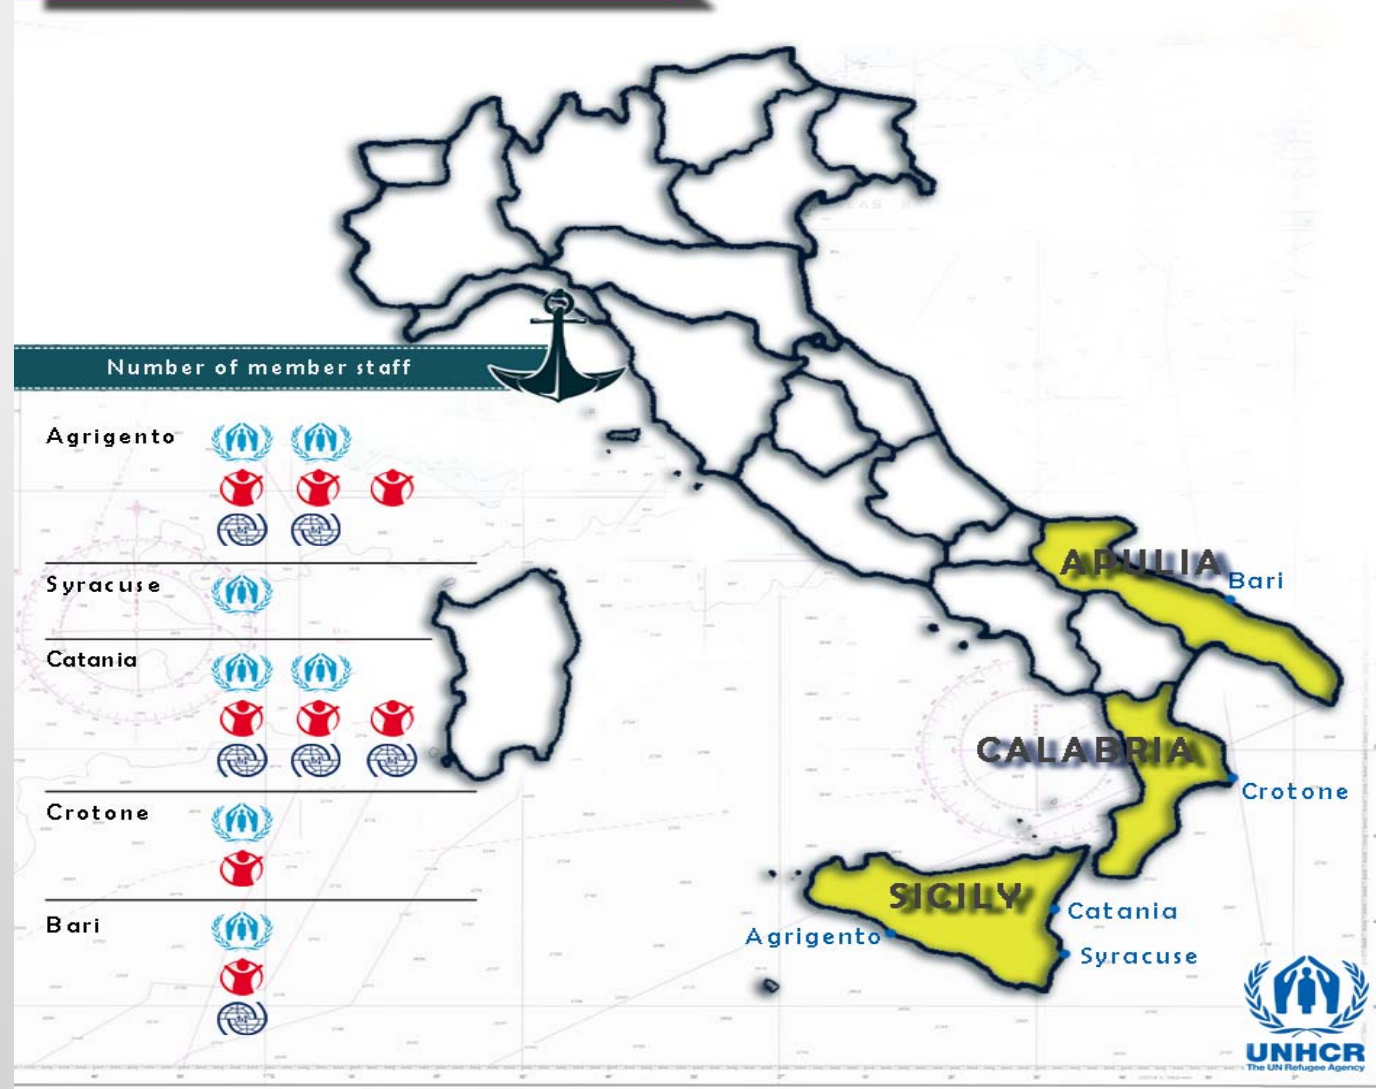 Number of member staff
Agrigento
Syracuse
Catania
Crotone
Bari
APULIA
Bari
CALABRIA
Crotone
SICILY
Catania
Agrigento
Syracuse
UNHCR
The UN Refugee Agency